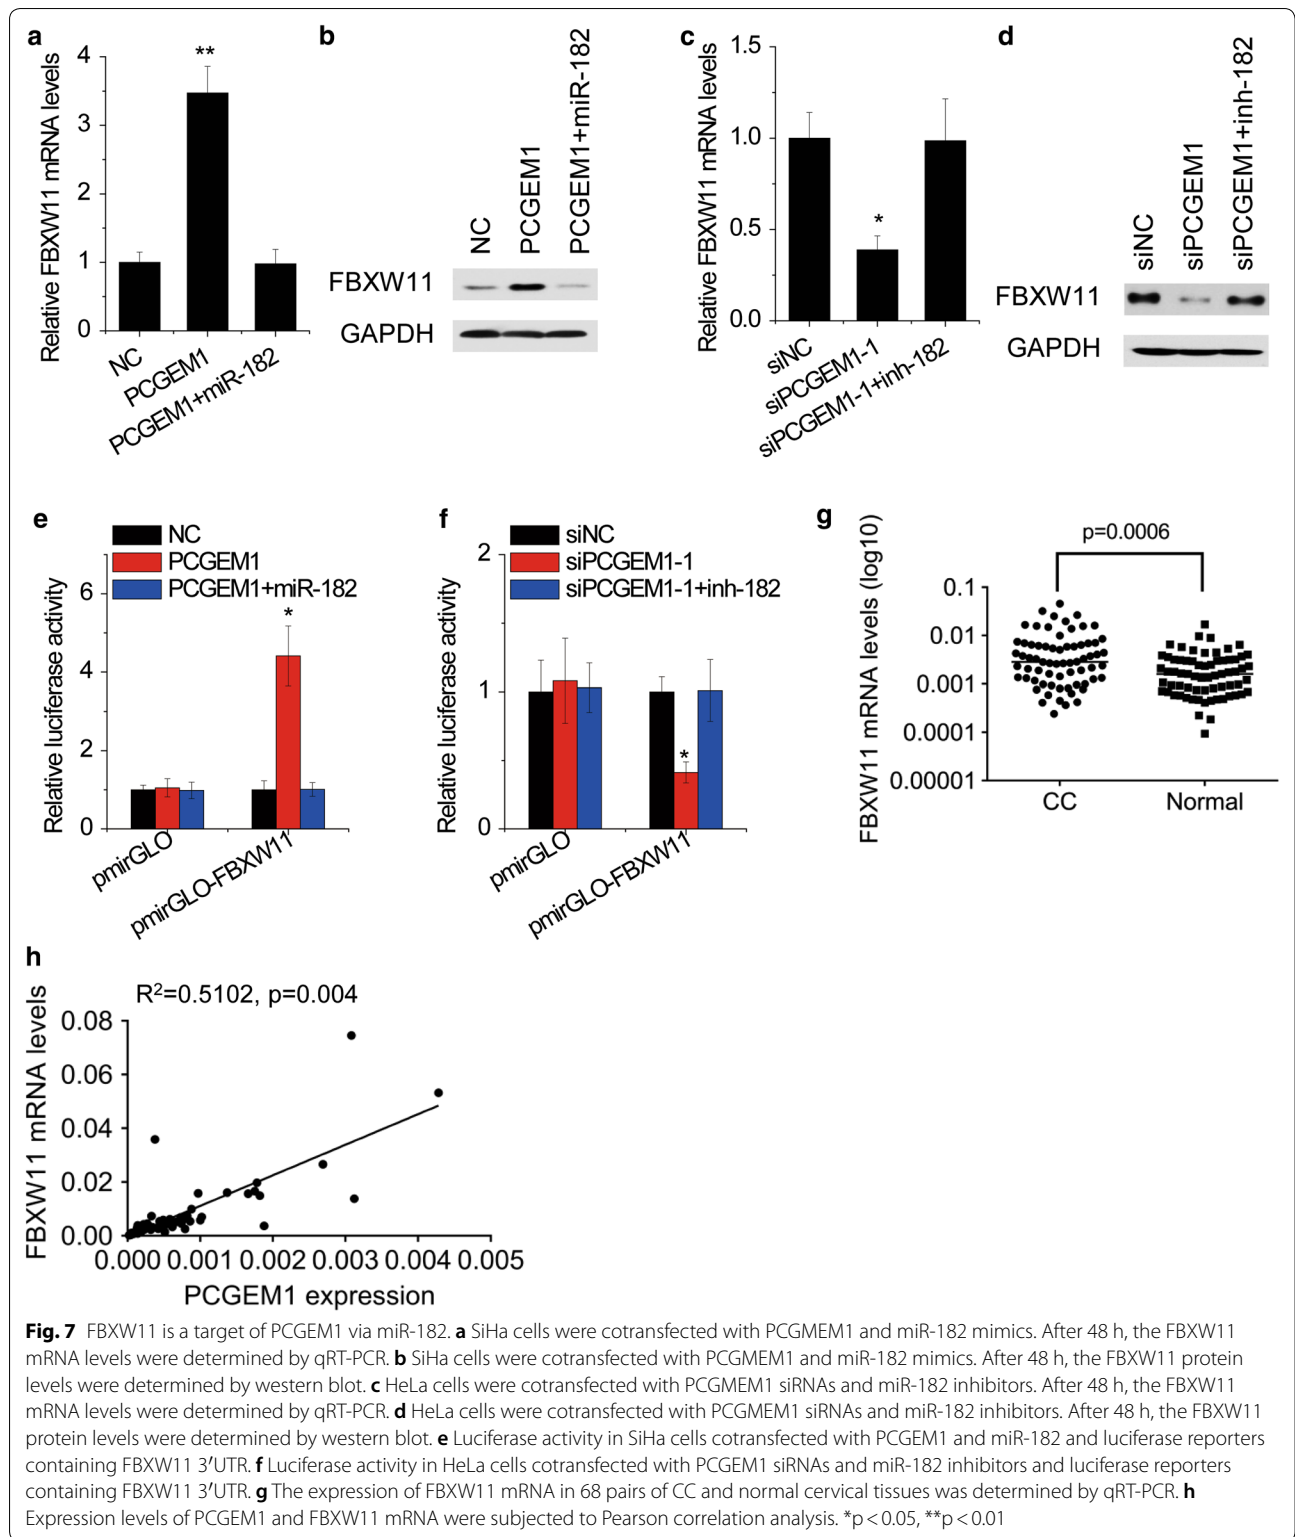 a
Relative FBXW11 mRNA levels
4
3
2
1
0
**
NC
PCGEM1
PCGEM1+miR-182
b
NC
PCGEM1
PCGEM1+miR-182
FBXW11
GAPDH
c
Relative FBXW11 mRNA levels
1.5
1.0
0.5
0.0
*
siNC
siPCGEM1-1
siPCGEM1-1+inh-182
d
siNC
siPCGEM1
siPCGEM1+inh-182
FBXW11
GAPDH
e
NC
PCGEM1
PCGEM1+miR-182
Relative luciferase activity
6
4
2
0
*
pmirGLO
pmirGLO-FBXW11
f
siNC
siPCGEM1-1
siPCGEM1-1+inh-182
Relative luciferase activity
2
1
0
*
pmirGLO
pmirGLO-FBXW11
g
FBXW11 mRNA levels (log10)
p=0.0006
0.1
0.01
0.001
0.0001
0.00001
CC
Normal
h
R²=0.5102, p=0.004
FBXW11 mRNA levels
0.08
0.06
0.04
0.02
0.00
0.000 0.001 0.002 0.003 0.004 0.005
PCGEM1 expression
Fig. 7 FBXW11 is a target of PCGEM1 via miR-182. a SiHa cells were cotransfected with PCGMEM1 and miR-182 mimics. After 48 h, the FBXW11
mRNA levels were determined by qRT-PCR. b SiHa cells were cotransfected with PCGMEM1 and miR-182 mimics. After 48 h, the FBXW11 protein
levels were determined by western blot. c HeLa cells were cotransfected with PCGMEM1 siRNAs and miR-182 inhibitors. After 48 h, the FBXW11
mRNA levels were determined by qRT-PCR. d HeLa cells were cotransfected with PCGMEM1 siRNAs and miR-182 inhibitors. After 48 h, the FBXW11
protein levels were determined by western blot. e Luciferase activity in SiHa cells cotransfected with PCGEM1 and miR-182 and luciferase reporters
containing FBXW11 3′UTR. f Luciferase activity in HeLa cells cotransfected with PCGEM1 siRNAs and miR-182 inhibitors and luciferase reporters
containing FBXW11 3′UTR. g The expression of FBXW11 mRNA in 68 pairs of CC and normal cervical tissues was determined by qRT-PCR. h
Expression levels of PCGEM1 and FBXW11 mRNA were subjected to Pearson correlation analysis. *p < 0.05, **p < 0.01